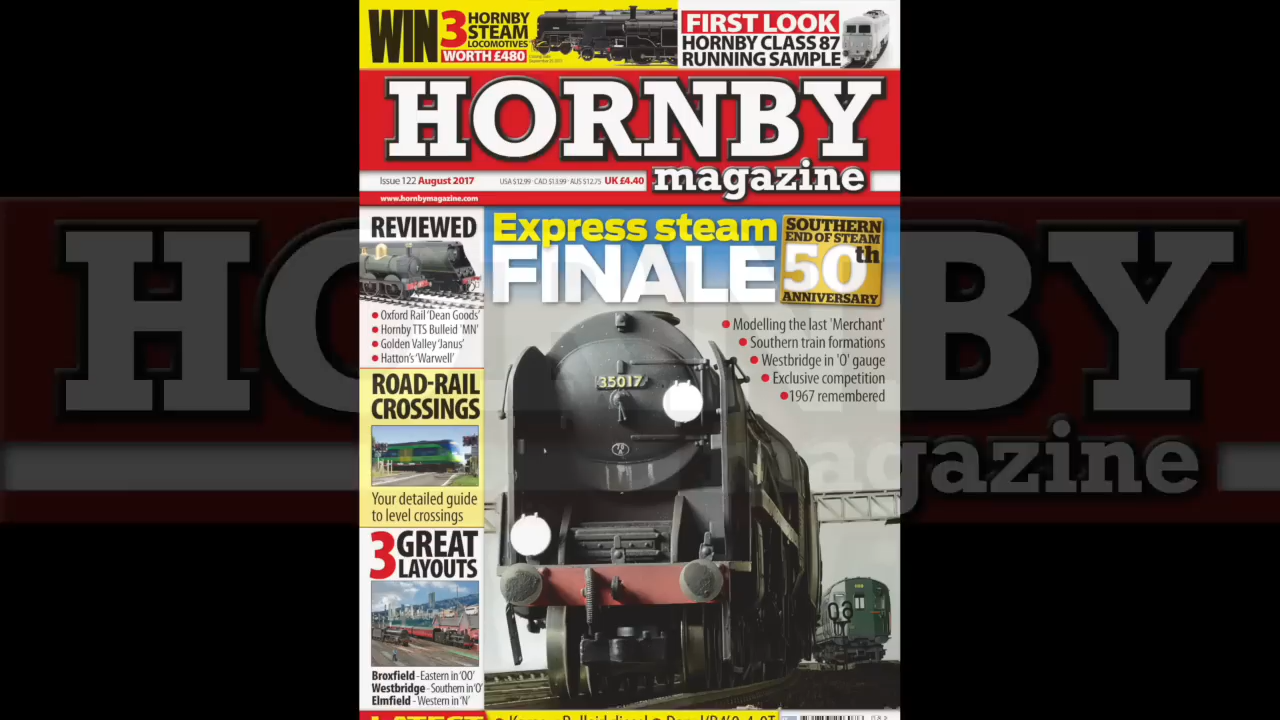 WIN 3 HORNBY
STEAM
LOCOMOTIVES
WORTH £480
FIRST LOOK
HORNBY CLASS 87
RUNNING SAMPLE
HORNBY
magazine
Issue 122 August 2017
USA $12.99 · CAD $13.99 · AUS $12.75 UK £4.40
www.hornbymagazine.com
REVIEWED
• Oxford Rail 'Dean Goods'
• Hornby TTS Bulleid 'MN'
• Golden Valley 'Janus'
• Hatton's 'Warwell'
ROAD-RAIL
CROSSINGS
Your detailed guide
to level crossings
3 GREAT
LAYOUTS
Broxfield - Eastern in 'OO'
Westbridge - Southern in 'O'
Elmfield - Western in 'N'
Express steam
FINALE
SOUTHERN
END OF STEAM
50th
ANNIVERSARY
• Modelling the last 'Merchant'
• Southern train formations
• Westbridge in 'O' gauge
• Exclusive competition
• 1967 remembered
35017
LATEST